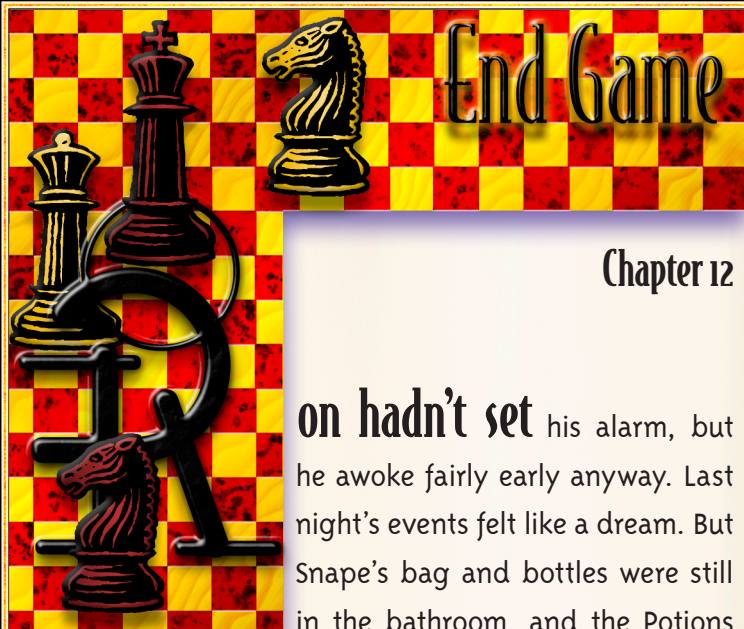 End Game
Chapter 12
Ron hadn't set his alarm, but
he awoke fairly early anyway. Last
night's events felt like a dream. But
Snape's bag and bottles were still
in the bathroom, and the Potions